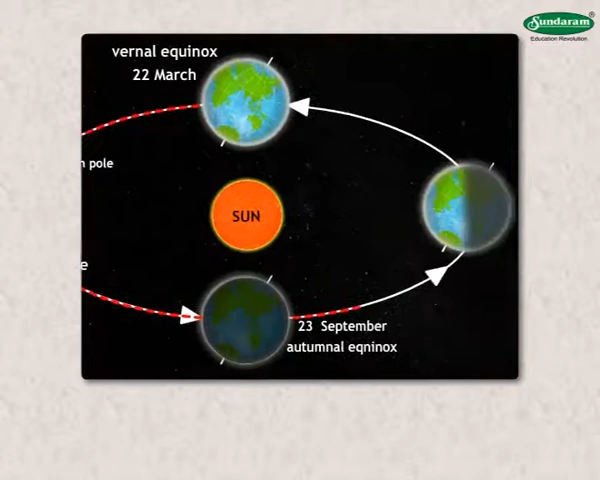 Sundaram®
Education Revolution
vernal equinox
22 March
n pole
SUN
e
23 September
autumnal eqninox